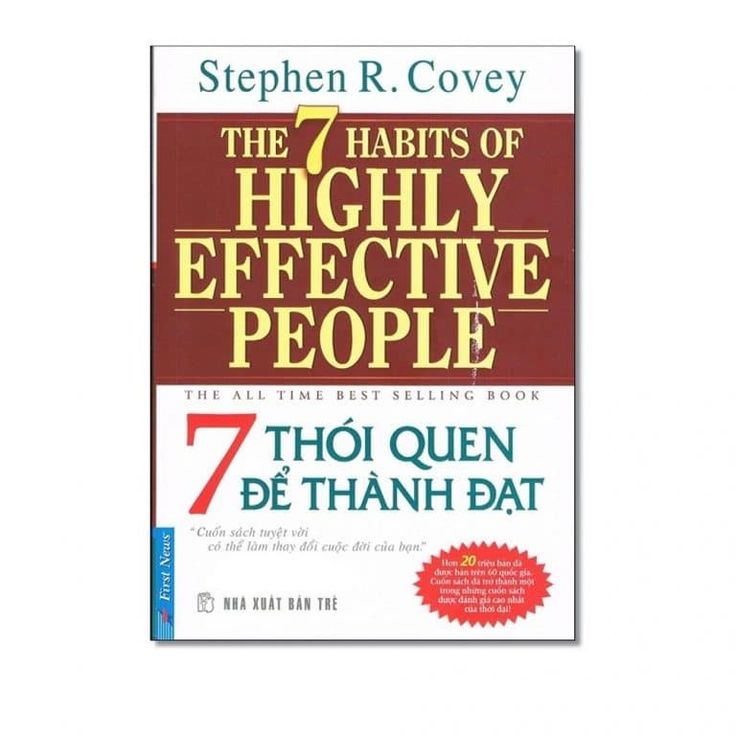 Stephen R. Covey
THE 7 HABITS OF
HIGHLY
EFFECTIVE
PEOPLE
THE ALL TIME BEST SELLING BOOK
7 THÓI QUEN
ĐỂ THÀNH ĐẠT
"Cuốn sách tuyệt vời
có thể làm thay đổi cuộc đời của bạn."
Hơn 20 triệu bản đã
được bán trên 60 quốc gia.
Cuốn sách đã trở thành một
trong những cuốn sách
được đánh giá cao nhất
của thời đại!
First News
NHÀ XUẤT BẢN TRẺ